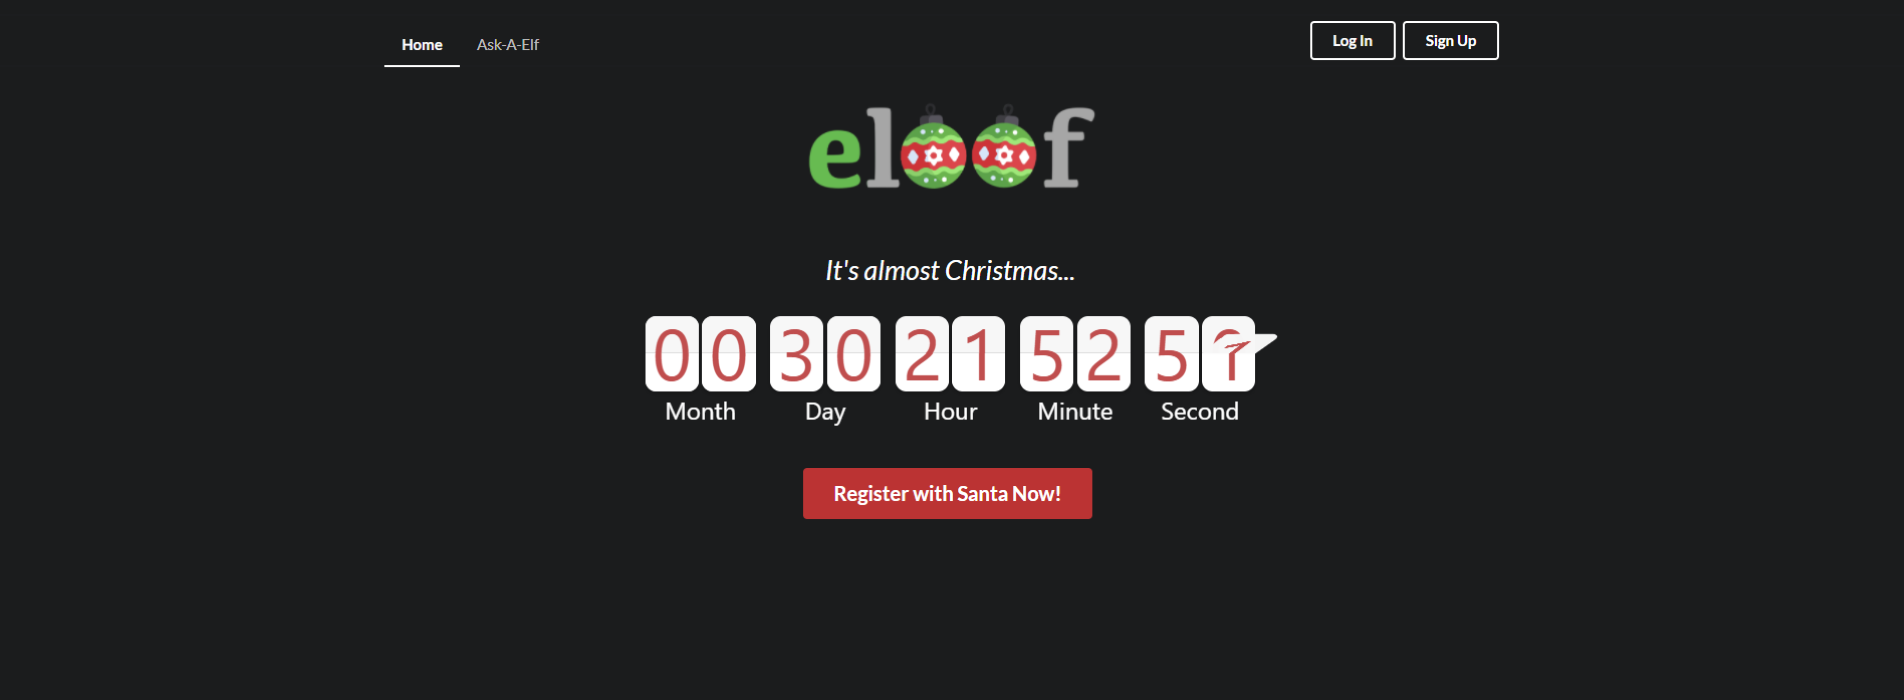 Home Ask-A-Elf Log In Sign Up
eloof
It's almost Christmas...
00 30 21 52 5
Month Day Hour Minute Second
Register with Santa Now!